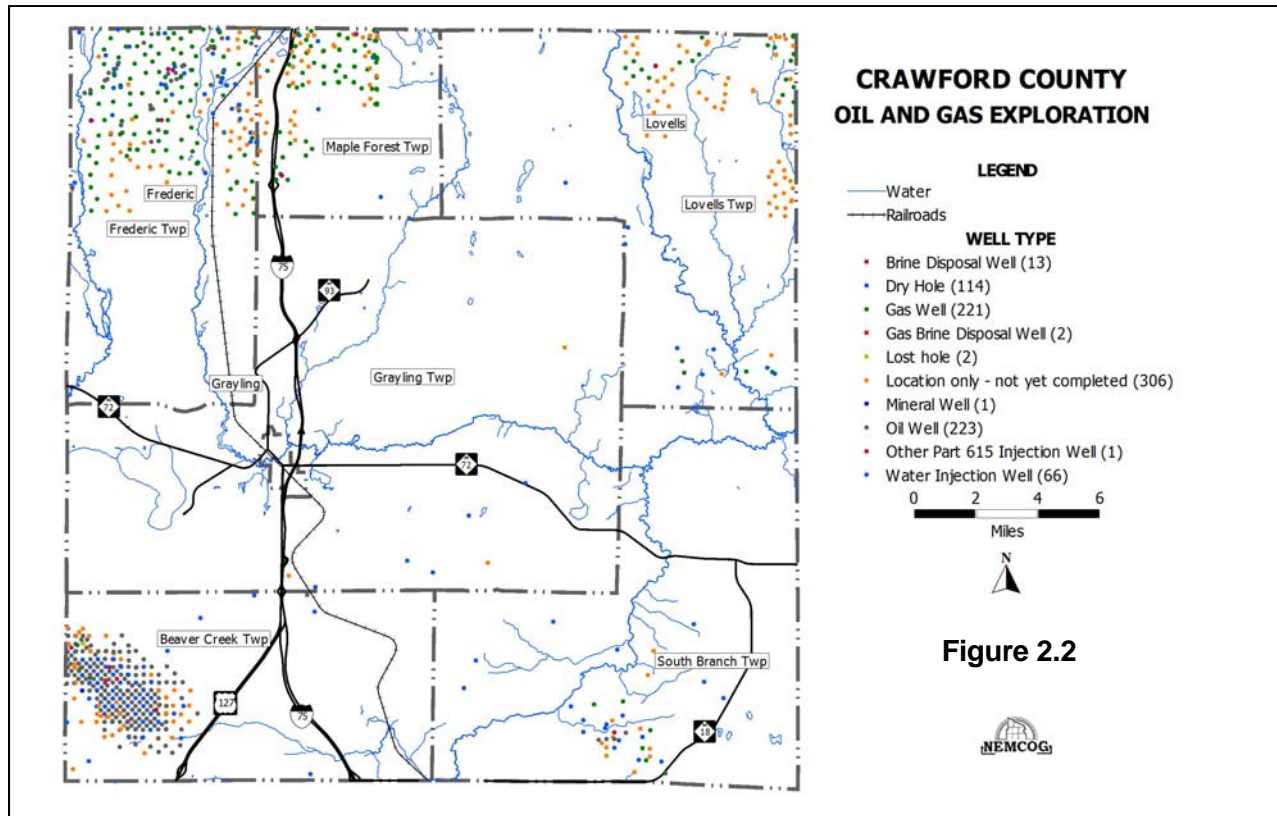 CRAWFORD COUNTY
OIL AND GAS EXPLORATION
LEGEND
Water
Railroads
WELL TYPE
Brine Disposal Well (13)
Dry Hole (114)
Gas Well (221)
Gas Brine Disposal Well (2)
Lost hole (2)
Location only - not yet completed (306)
Mineral Well (1)
Oil Well (223)
Other Part 615 Injection Well (1)
Water Injection Well (66)
0 2 4 6
Miles
N
Figure 2.2
NEMCOG
Lovells
Maple Forest Twp
Frederic
Lovells Twp
Frederic Twp
75
93
Grayling
Grayling Twp
72
72
Beaver Creek Twp
South Branch Twp
127
75
18